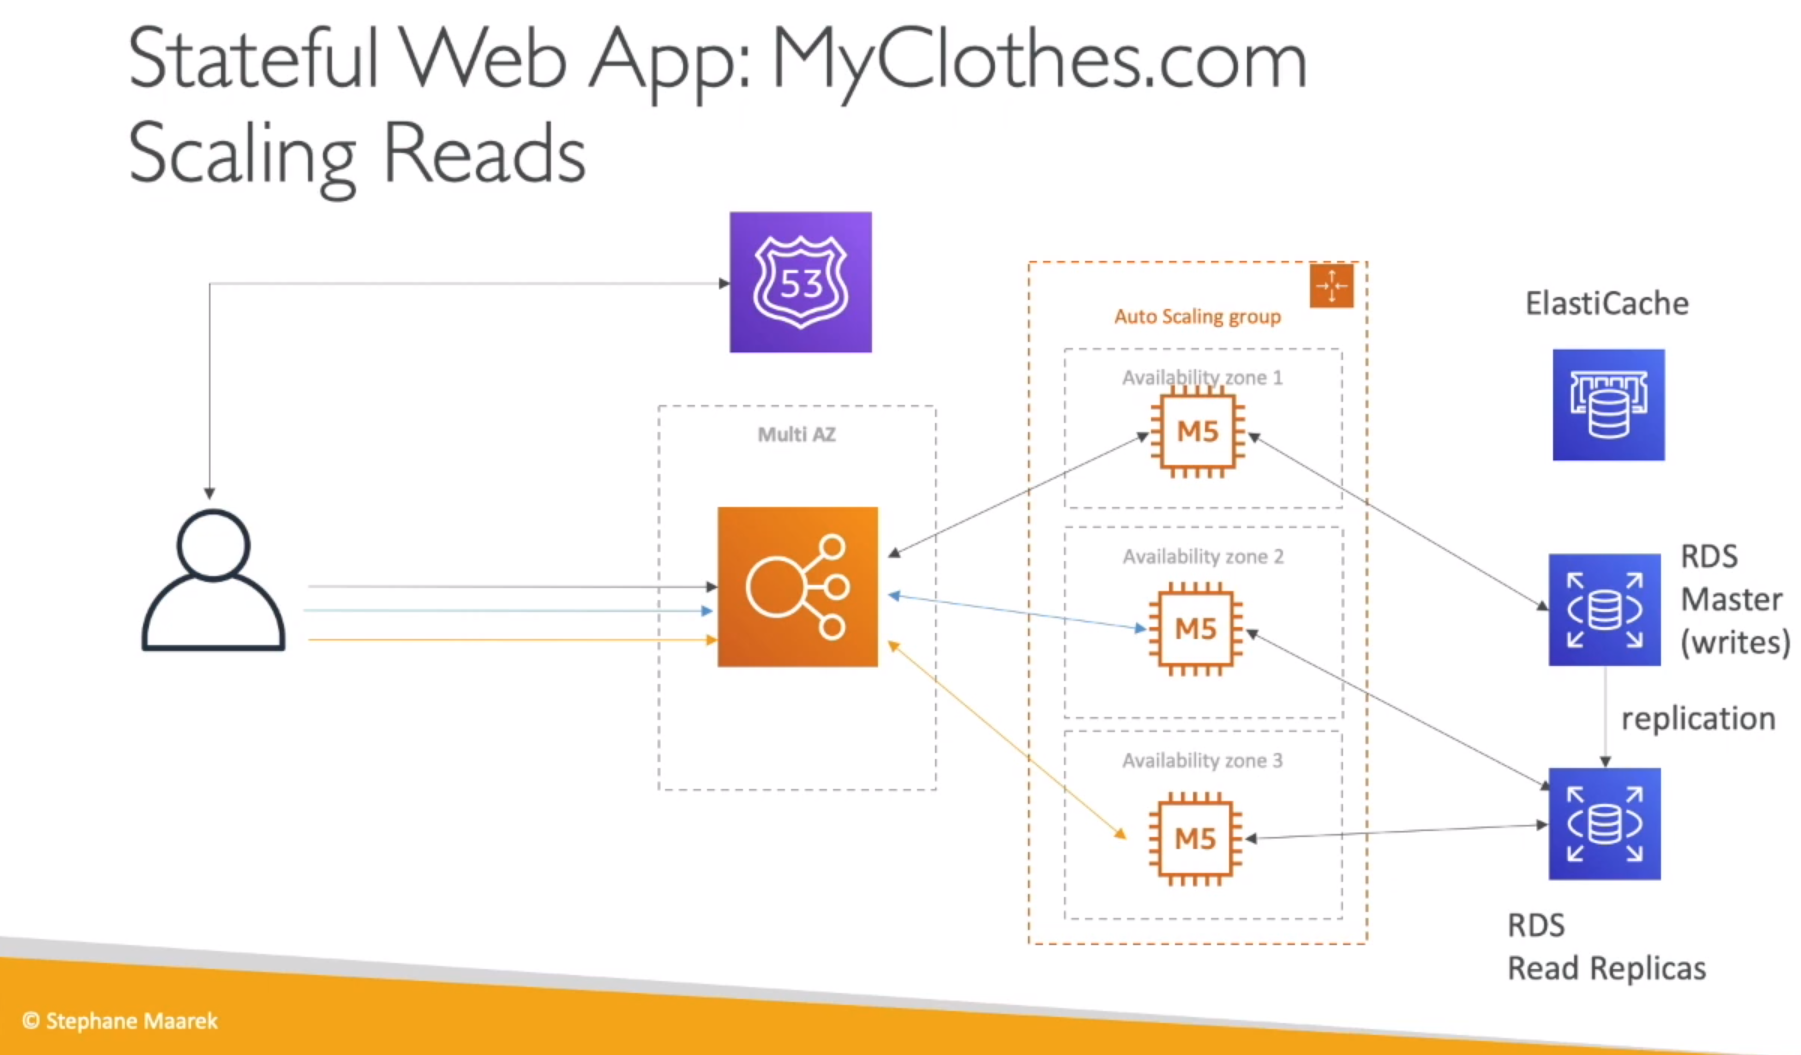 Stateful Web App: MyClothes.com
Scaling Reads
53
Auto Scaling group
ElastiCache
Availability zone 1
M5
Multi AZ
Availability zone 2
M5
RDS
Master
(writes)
replication
Availability zone 3
M5
RDS
Read Replicas
© Stephane Maarek